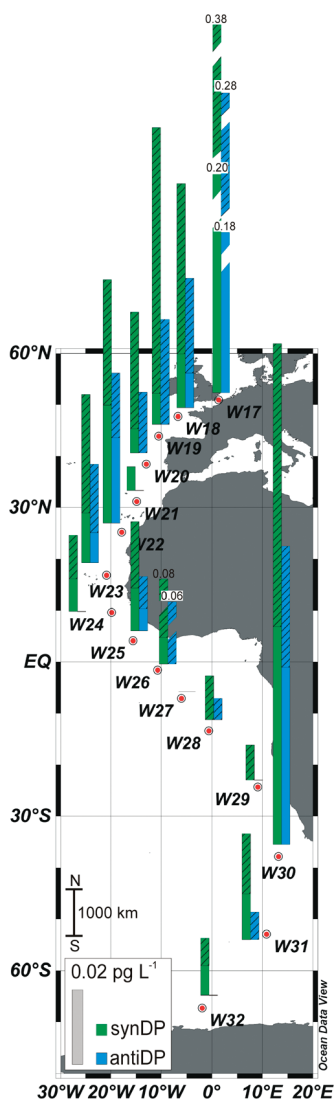 0.38
0.28
0.20
0.18
60°N
W17
W18
W19
W20
30°N
W21
W22
W23
0.08
0.06
W24
W25
EQ
W26
W27
W28
W29
30°S
W30
N
1000 km
S
W31
60°S
0.02 pg L⁻¹
synDP
antiDP
W32
Ocean Data View
30°W 20°W 10°W 0° 10°E 20°E